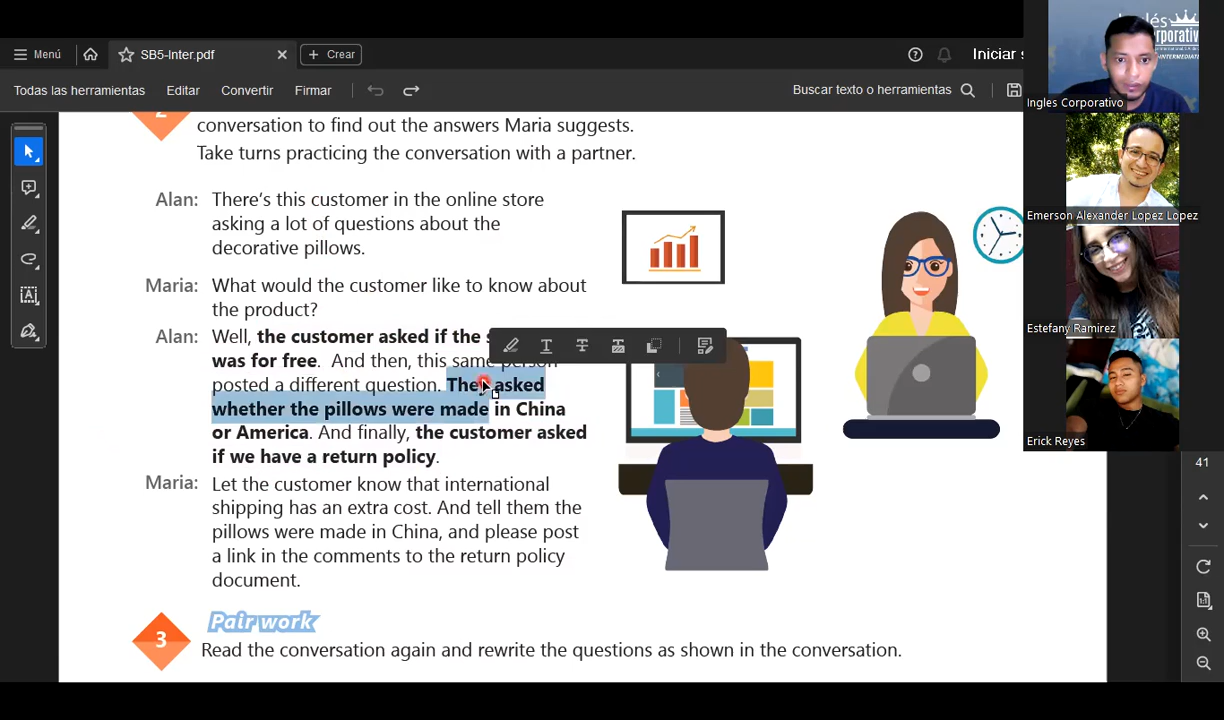 Menú
SB5-Inter.pdf
Crear
Iniciar s
Todas las herramientas
Editar
Convertir
Firmar
Buscar texto o herramientas
conversation to find out the answers Maria suggests.
Take turns practicing the conversation with a partner.
Alan: There's this customer in the online store
asking a lot of questions about the
decorative pillows.
Maria: What would the customer like to know about
the product?
Alan: Well, the customer asked if the s
was for free. And then, this same person
posted a different question. They asked
whether the pillows were made in China
or America. And finally, the customer asked
if we have a return policy.
Maria: Let the customer know that international
shipping has an extra cost. And tell them the
pillows were made in China, and please post
a link in the comments to the return policy
document.
3
Pair work
Read the conversation again and rewrite the questions as shown in the conversation.
Ingles Corporativo
Emerson Alexander Lopez Lopez
Estefany Ramirez
Erick Reyes
41
1:1